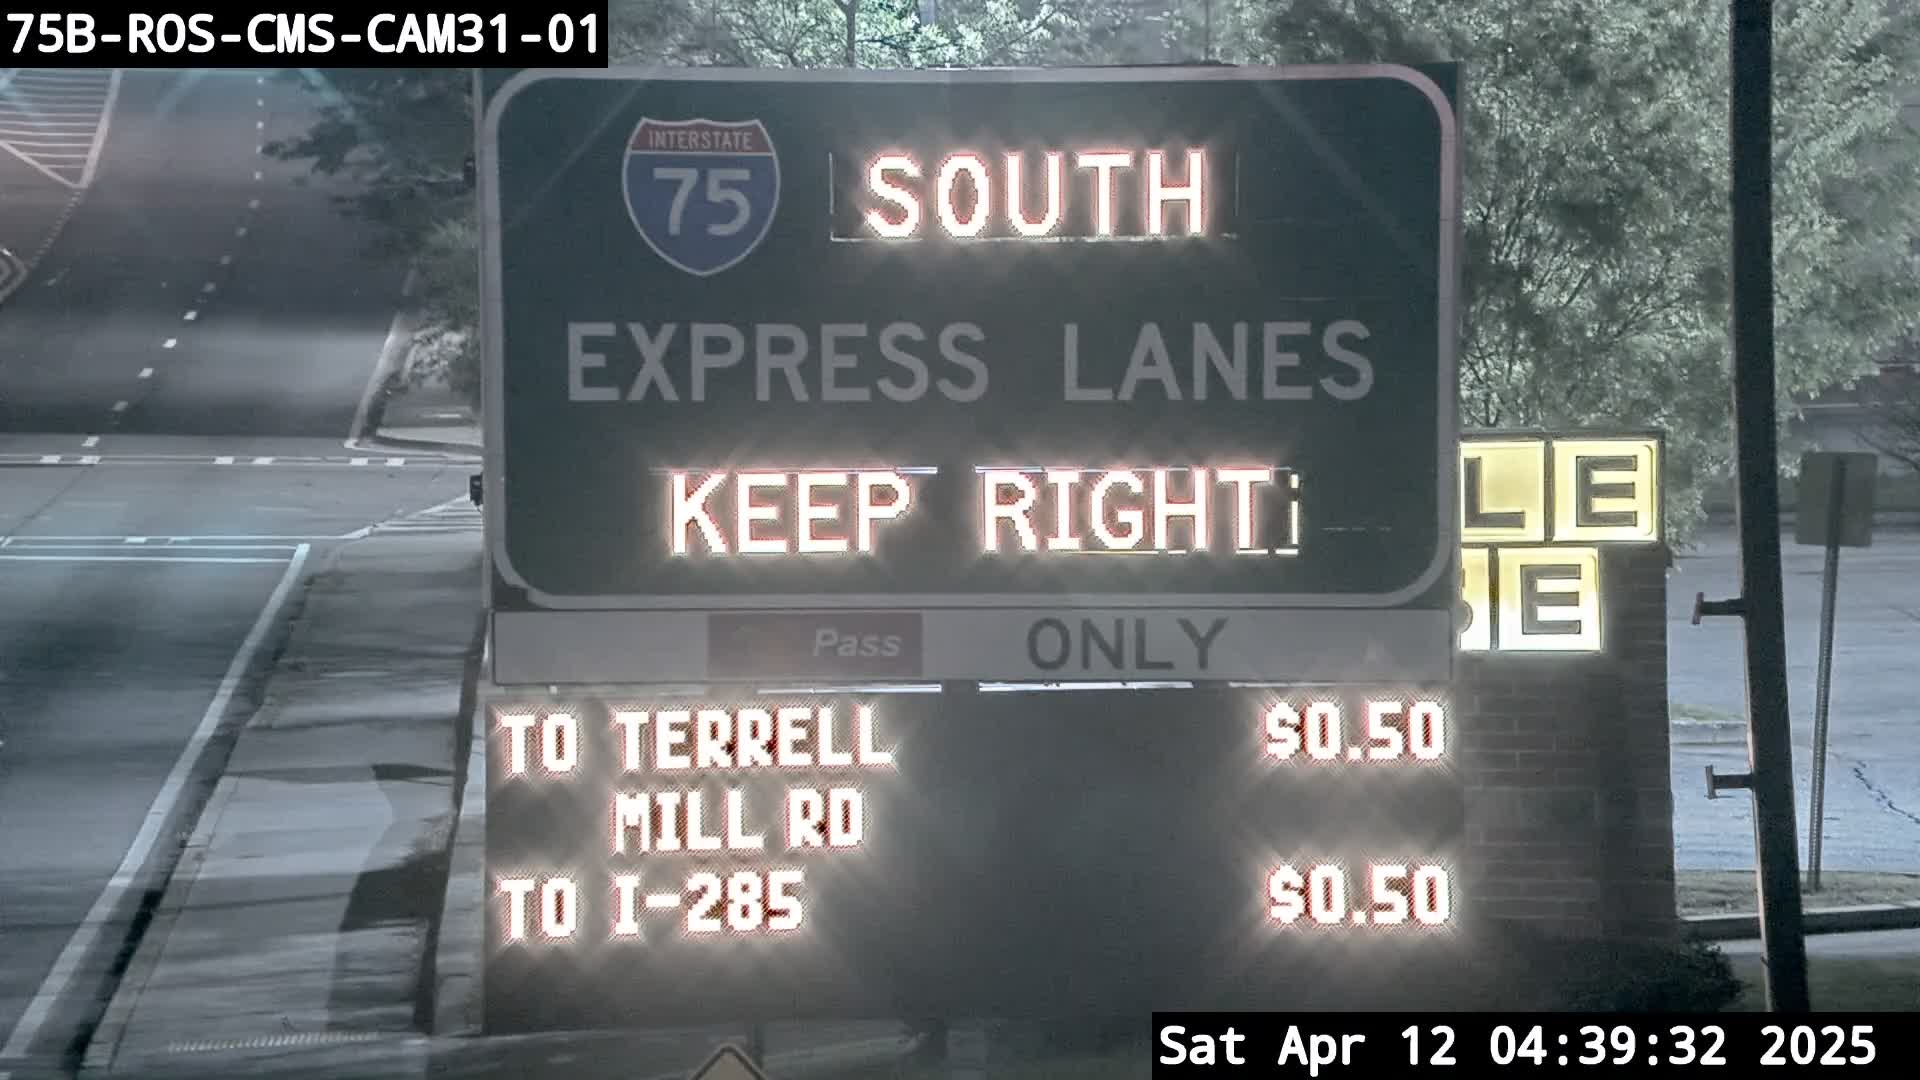 75B-ROS-CMS-CAM31-01
INTERSTATE
75
SOUTH
EXPRESS LANES
KEEP RIGHT
Pass ONLY
TO TERRELL $0.50
MILL RD
TO I-285 $0.50
LE
E
Sat Apr 12 04:39:32 2025